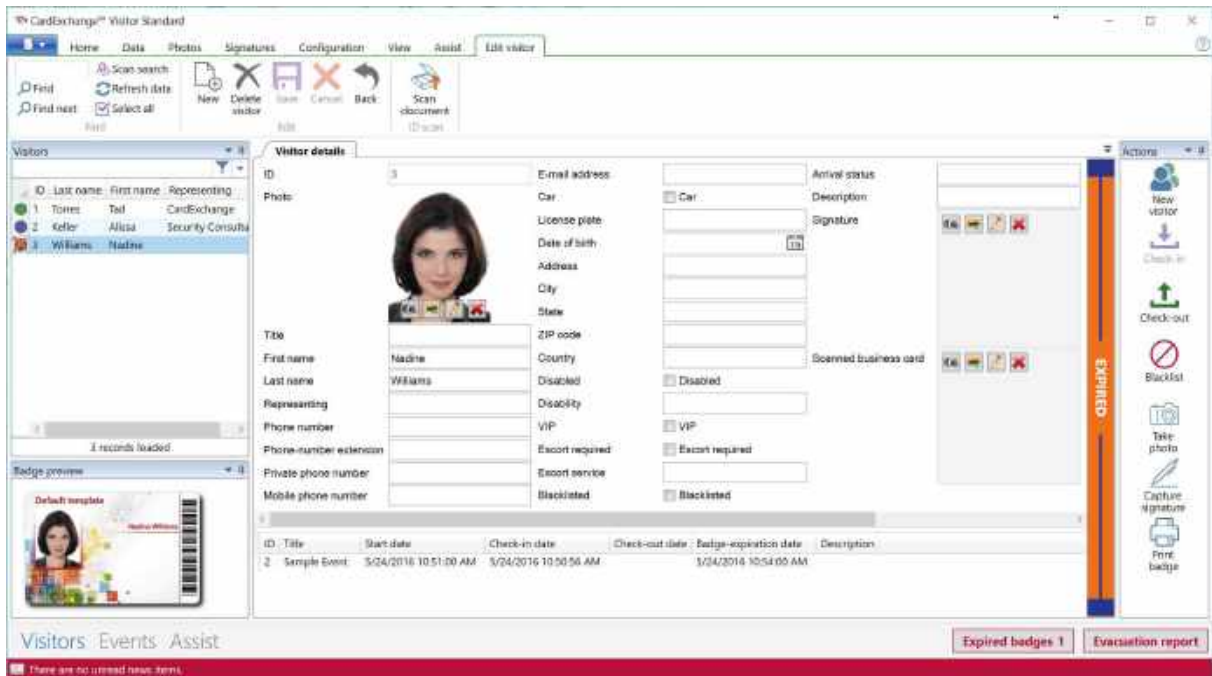 CardExchange™ Visitor Standard
Home Data Photos Signatures Configuration View Assist Edit visitor
Find
Find next
Scan search
Refresh data
Select all
Find
New
Delete visitor
Save
Cancel
Back
Edit
Scan document
ID-scan
Visitors
ID Last name First name Representing
1 Torres Tad CardExchange
2 Keller Alissa Security Consulta
3 Williams Nadine
3 records loaded
Badge preview
Default template
Nadine Williams
Visitor details
ID 3
Photo
Title
First name Nadine
Last name Williams
Representing
Phone number
Phone-number extension
Private phone number
Mobile phone number
E-mail address
Car Car
License plate
Date of birth
15
Address
City
State
ZIP code
Country
Disabled Disabled
Disability
VIP VIP
Escort required Escort required
Escort service
Blacklisted Blacklisted
Arrival status
Description
Signature
Scanned business card
EXPIRED
ID Title Start date Check-in date Check-out date Badge-expiration date Description
2 Sample Event 5/24/2016 10:51:00 AM 5/24/2016 10:50:56 AM 5/24/2016 10:54:00 AM
Actions
New visitor
Check-in
Check-out
Blacklist
Take photo
Capture signature
Print badge
Visitors Events Assist
Expired badges 1
Evacuation report
There are no unread news items.